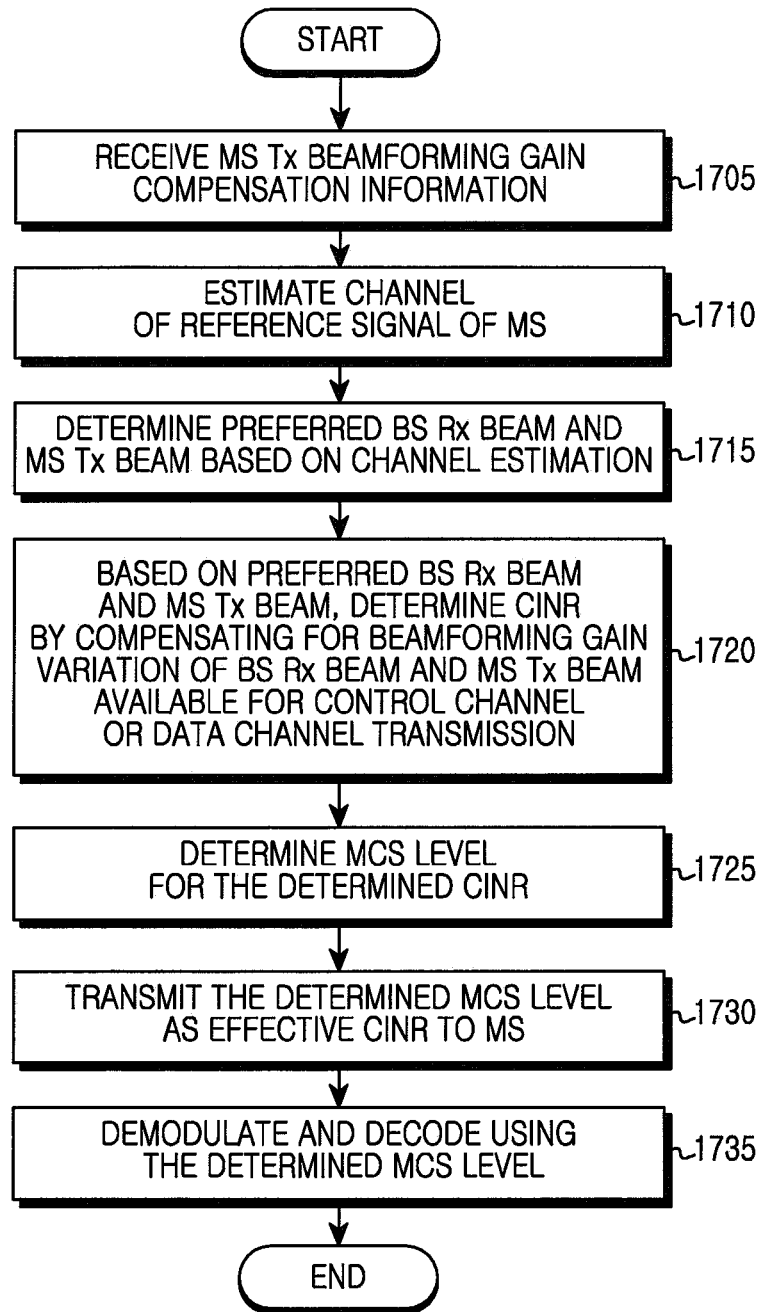 START
RECEIVE MS Tx BEAMFORMING GAIN
COMPENSATION INFORMATION
1705
ESTIMATE CHANNEL
OF REFERENCE SIGNAL OF MS
1710
DETERMINE PREFERRED BS Rx BEAM AND
MS Tx BEAM BASED ON CHANNEL ESTIMATION
1715
BASED ON PREFERRED BS Rx BEAM
AND MS Tx BEAM, DETERMINE CINR
BY COMPENSATING FOR BEAMFORMING GAIN
VARIATION OF BS Rx BEAM AND MS Tx BEAM
AVAILABLE FOR CONTROL CHANNEL
OR DATA CHANNEL TRANSMISSION
1720
DETERMINE MCS LEVEL
FOR THE DETERMINED CINR
1725
TRANSMIT THE DETERMINED MCS LEVEL
AS EFFECTIVE CINR TO MS
1730
DEMODULATE AND DECODE USING
THE DETERMINED MCS LEVEL
1735
END